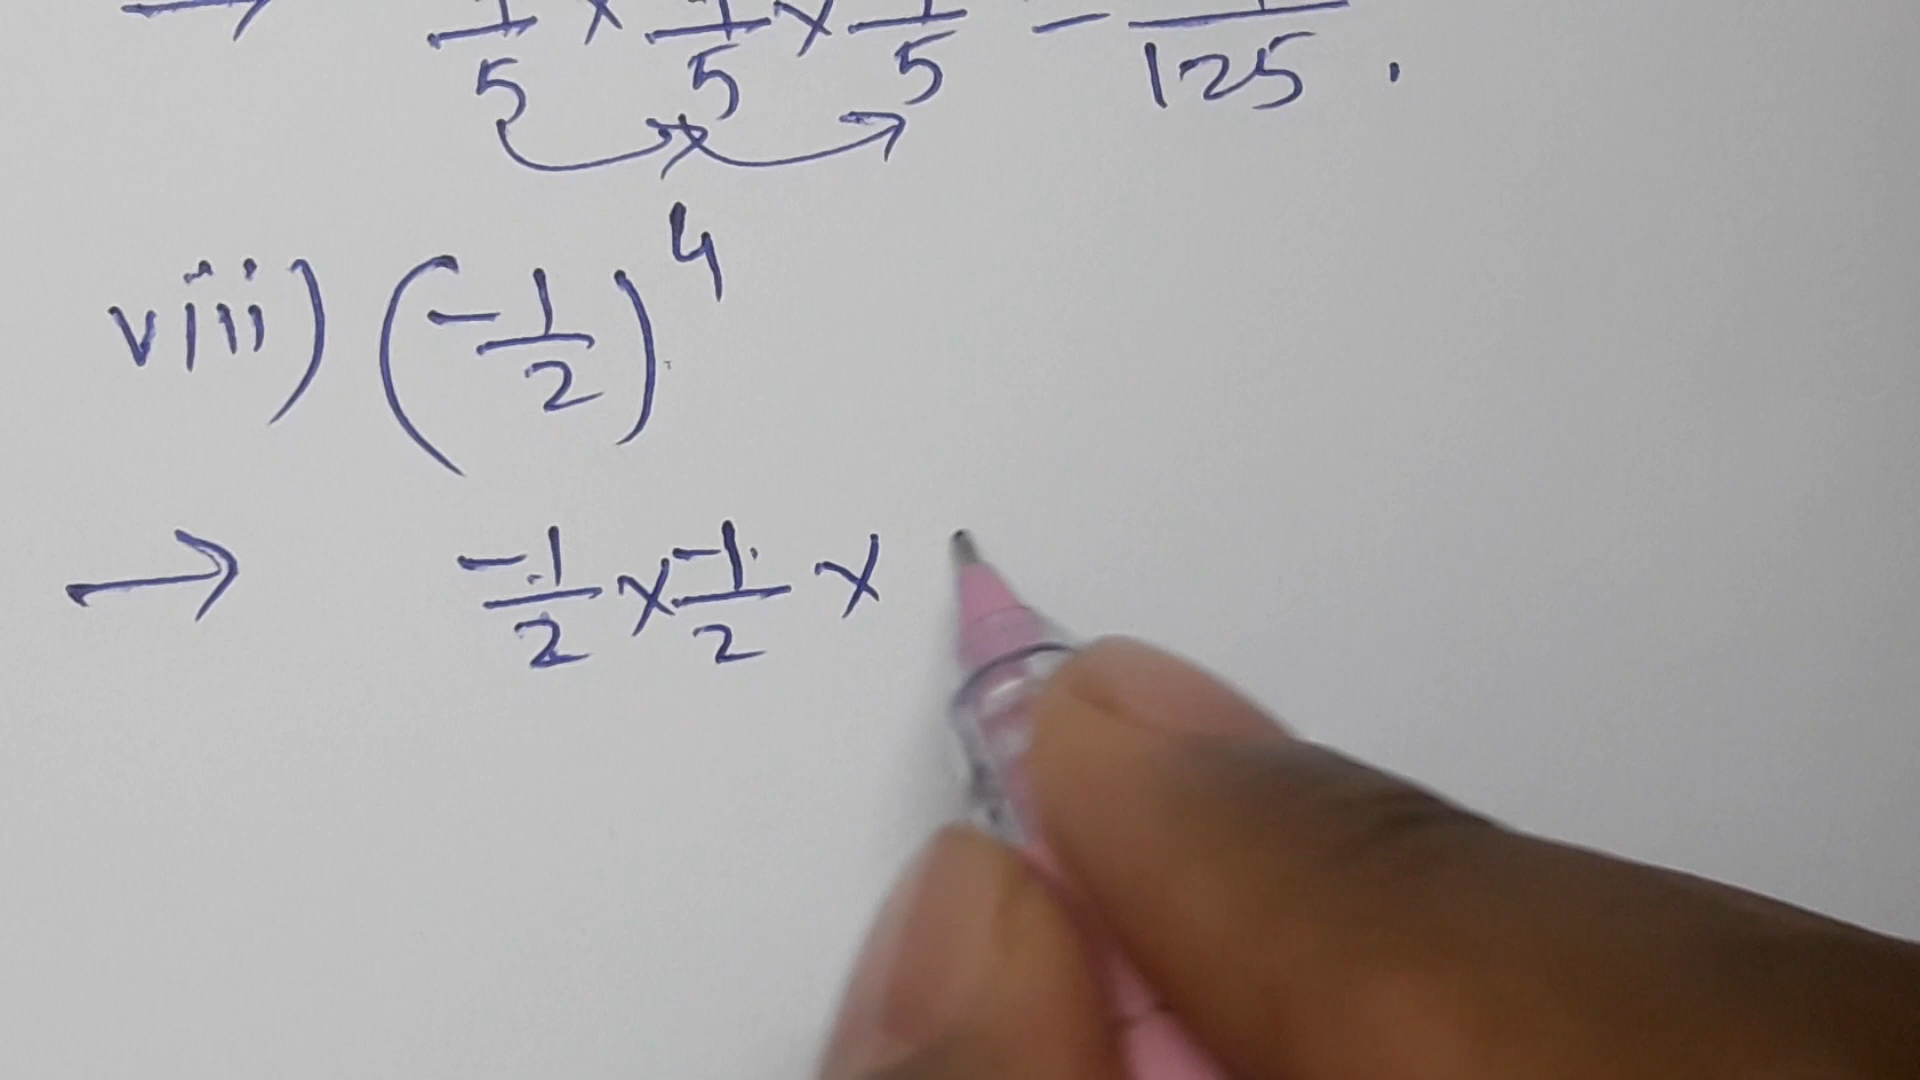 → 1/5 × 1/5 × 1/5 = 1/125 .
viii) (-1/2)^4
→ -1/2 × -1/2 ×